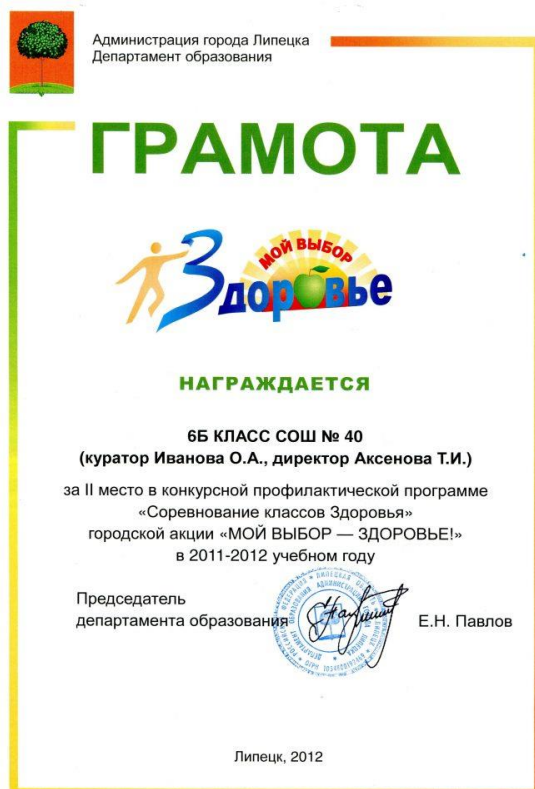 Администрация города Липецка
Департамент образования
ГРАМОТА
МОЙ ВЫБОР
Здоровье
НАГРАЖДАЕТСЯ
6Б КЛАСС СОШ № 40
(куратор Иванова О.А., директор Аксенова Т.И.)
за II место в конкурсной профилактической программе
«Соревнование классов Здоровья»
городской акции «МОЙ ВЫБОР — ЗДОРОВЬЕ!»
в 2011-2012 учебном году
Председатель
департамента образования
Е.Н. Павлов
Липецк, 2012